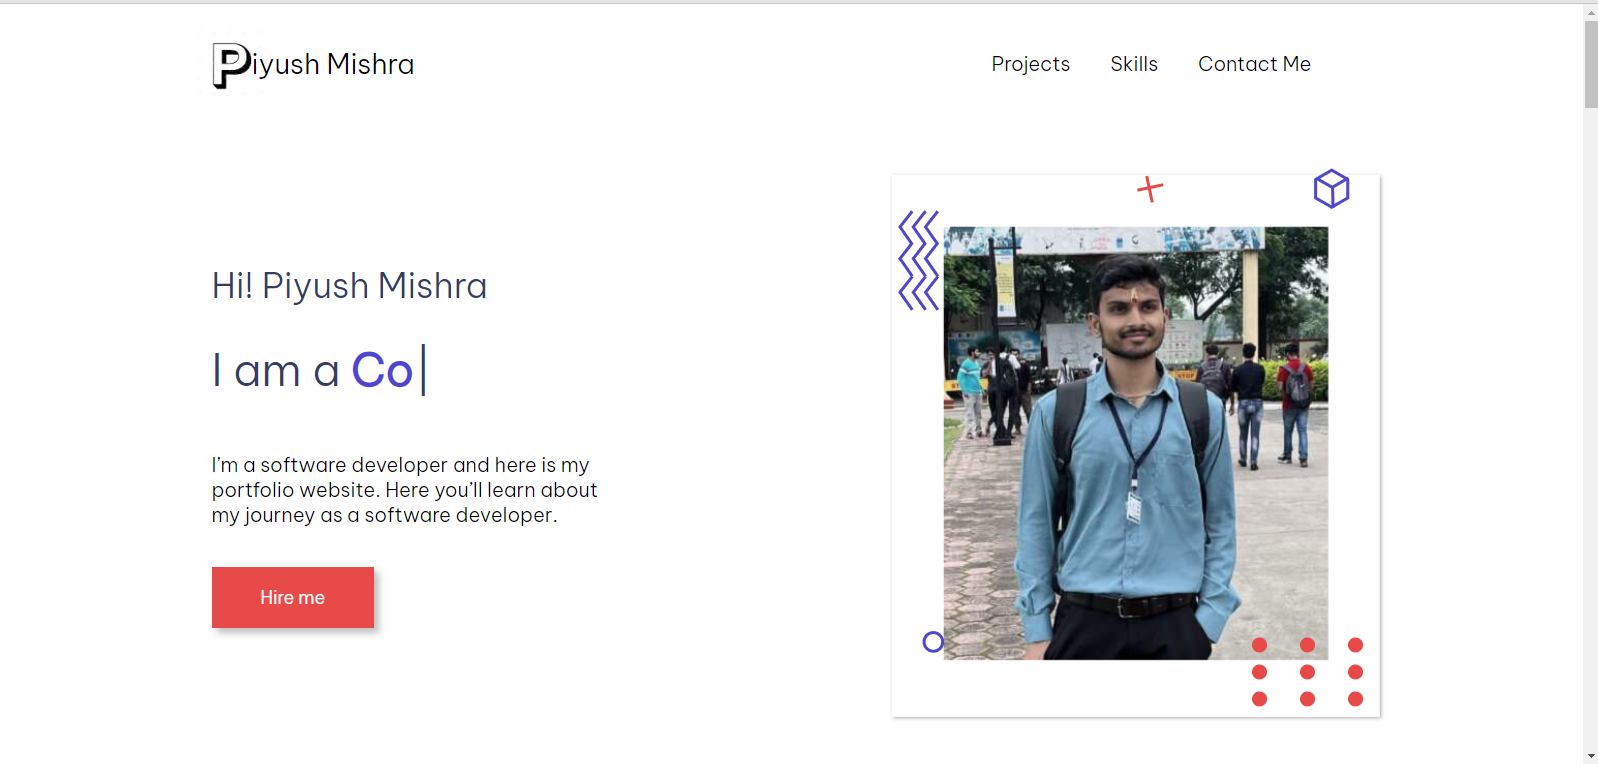 Piyush Mishra
Projects Skills Contact Me
Hi! Piyush Mishra
I am a Co
I'm a software developer and here is my
portfolio website. Here you'll learn about
my journey as a software developer.
Hire me
STOP